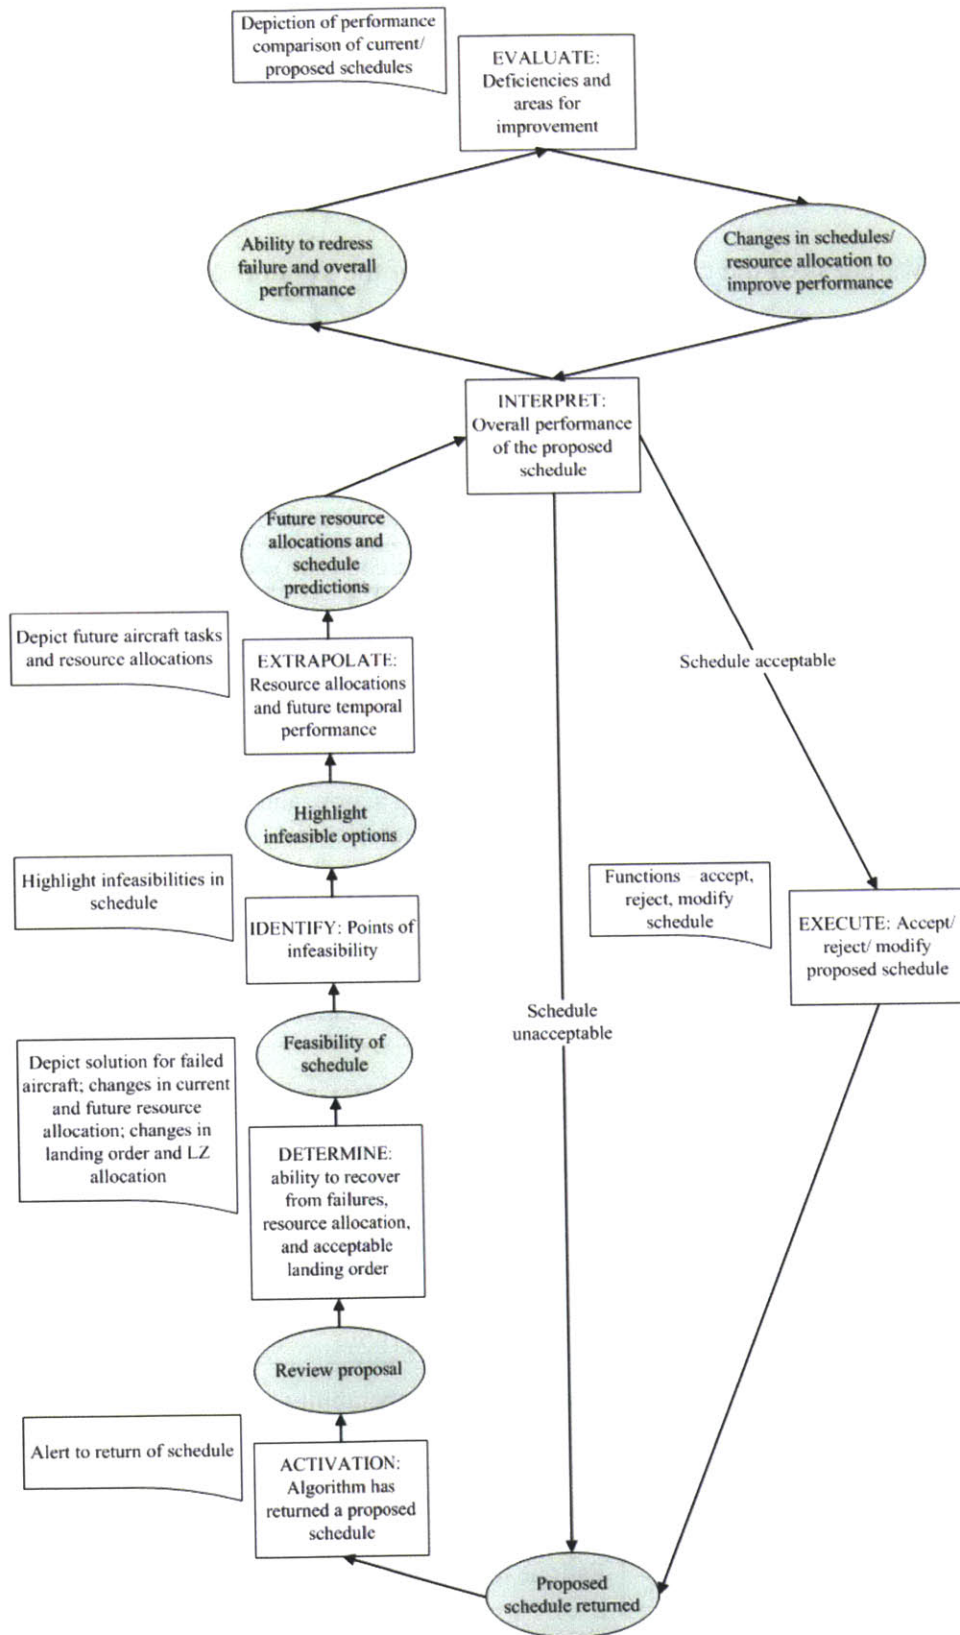 Depiction of performance
comparison of current/
proposed schedules
EVALUATE:
Deficiencies and
areas for
improvement
Ability to redress
failure and overall
performance
Changes in schedules/
resource allocation to
improve performance
INTERPRET:
Overall performance
of the proposed
schedule
Future resource
allocations and
schedule
predictions
Depict future aircraft tasks
and resource allocations
EXTRAPOLATE:
Resource allocations
and future temporal
performance
Schedule acceptable
Highlight
infeasible options
Highlight infeasibilities in
schedule
IDENTIFY: Points of
infeasibility
Functions – accept,
reject, modify
schedule
EXECUTE: Accept/
reject/ modify
proposed schedule
Schedule
unacceptable
Feasibility of
schedule
Depict solution for failed
aircraft; changes in current
and future resource
allocation; changes in
landing order and LZ
allocation
DETERMINE:
ability to recover
from failures,
resource allocation,
and acceptable
landing order
Review proposal
Alert to return of schedule
ACTIVATION:
Algorithm has
returned a proposed
schedule
Proposed
schedule returned